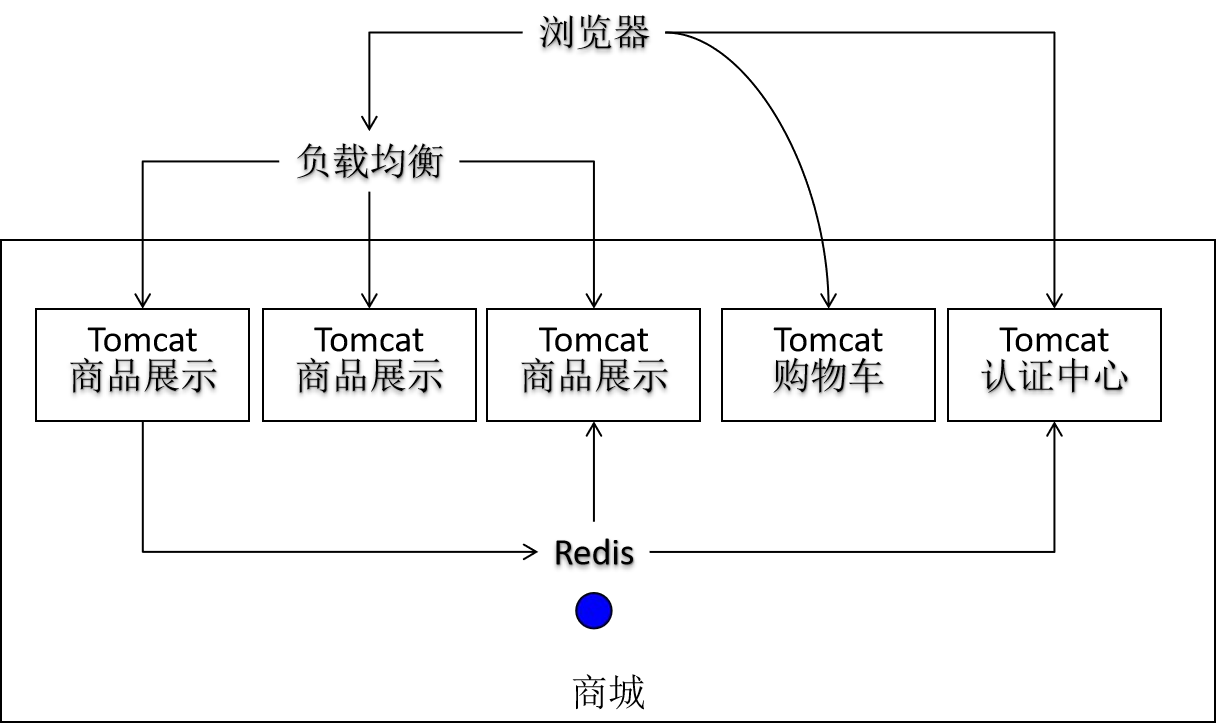 浏览器
负载均衡
Tomcat
商品展示
Tomcat
商品展示
Tomcat
商品展示
Tomcat
购物车
Tomcat
认证中心
Redis
商城